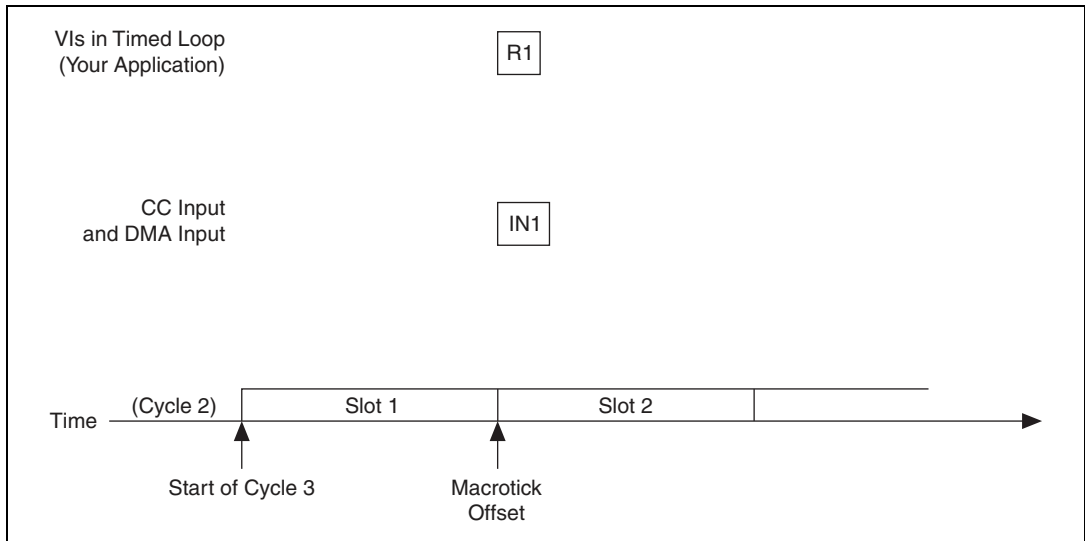 VIs in Timed Loop
(Your Application)
R1
CC Input
and DMA Input
IN1
Time
(Cycle 2)
Slot 1
Slot 2
Start of Cycle 3
Macrotick
Offset